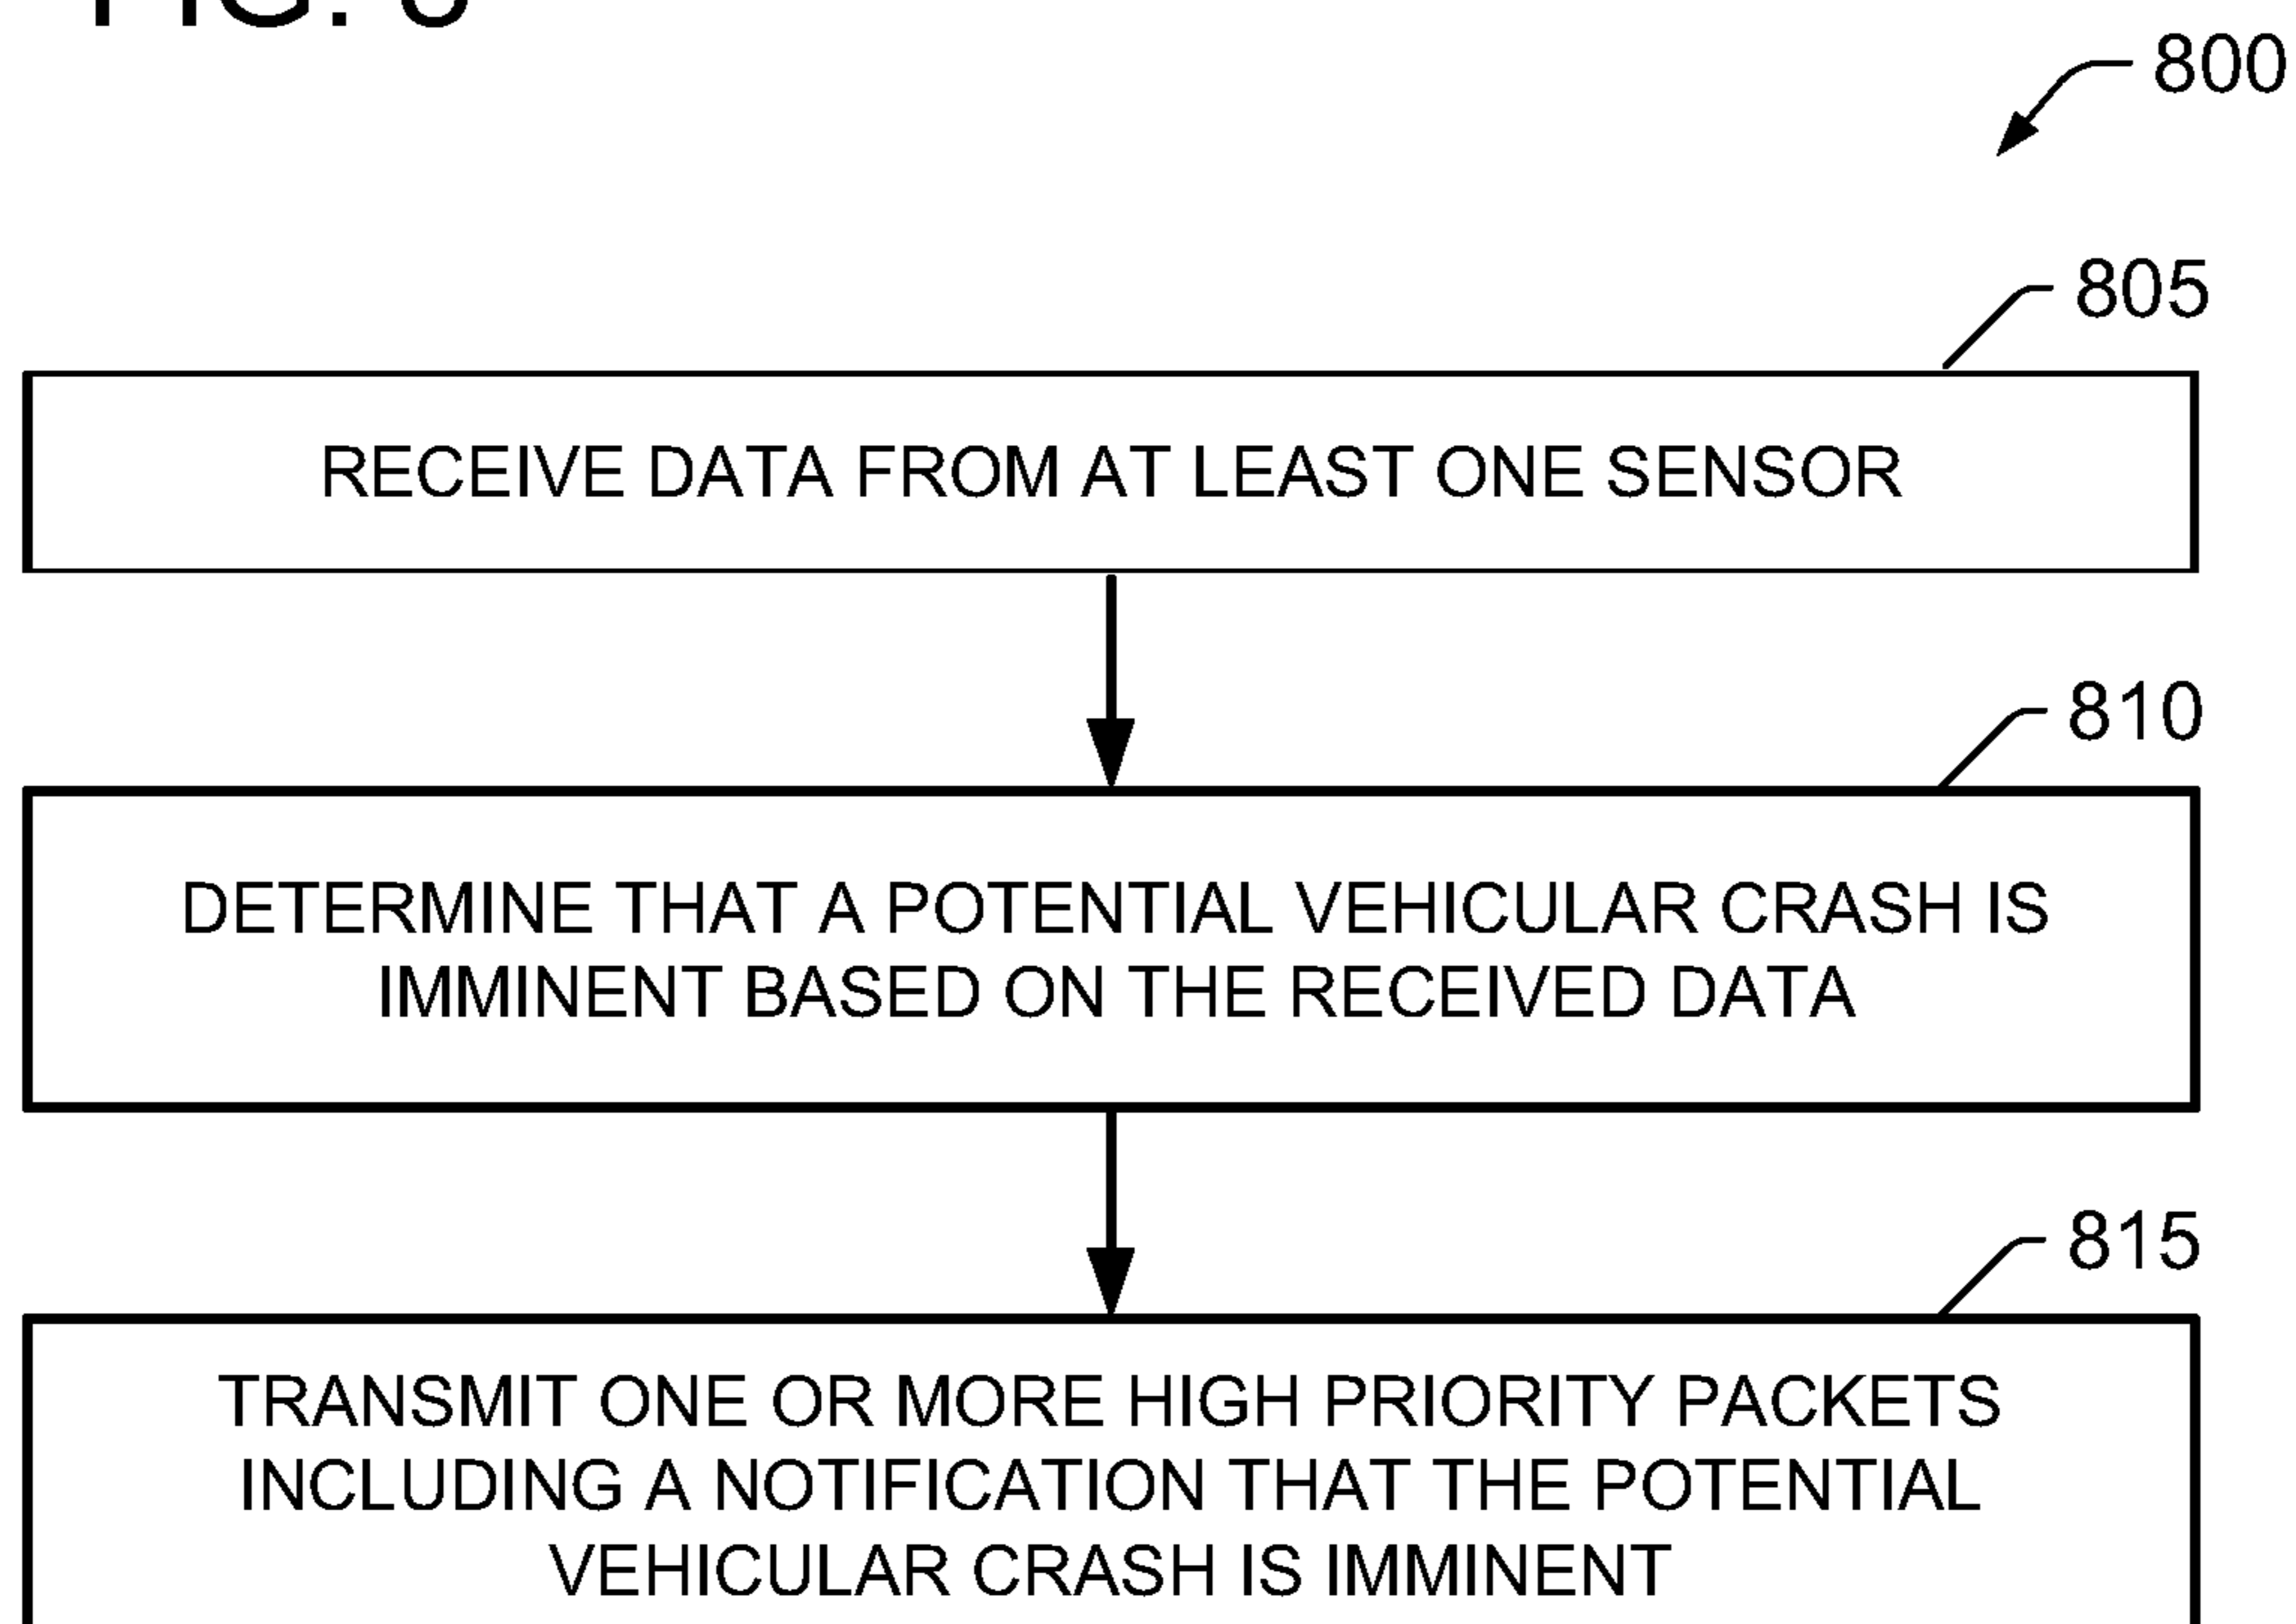 FIG.
800
805
RECEIVE DATA FROM AT LEAST ONE SENSOR
810
DETERMINE THAT A POTENTIAL VEHICULAR CRASH IS
IMMINENT BASED ON THE RECEIVED DATA
815
TRANSMIT ONE OR MORE HIGH PRIORITY PACKETS
INCLUDING A NOTIFICATION THAT THE POTENTIAL
VEHICULAR CRASH IS IMMINENT